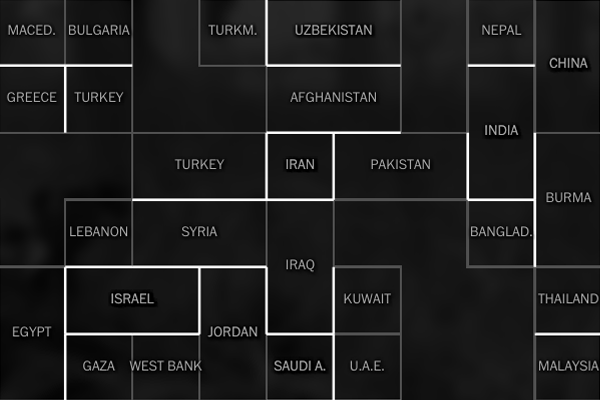 MACED. BULGARIA TURKM. UZBEKISTAN NEPAL
CHINA
GREECE TURKEY AFGHANISTAN
INDIA
TURKEY IRAN PAKISTAN
BURMA
LEBANON SYRIA BANGLAD.
IRAQ
ISRAEL KUWAIT THAILAND
EGYPT JORDAN
GAZA WEST BANK SAUDI A. U.A.E. MALAYSIA